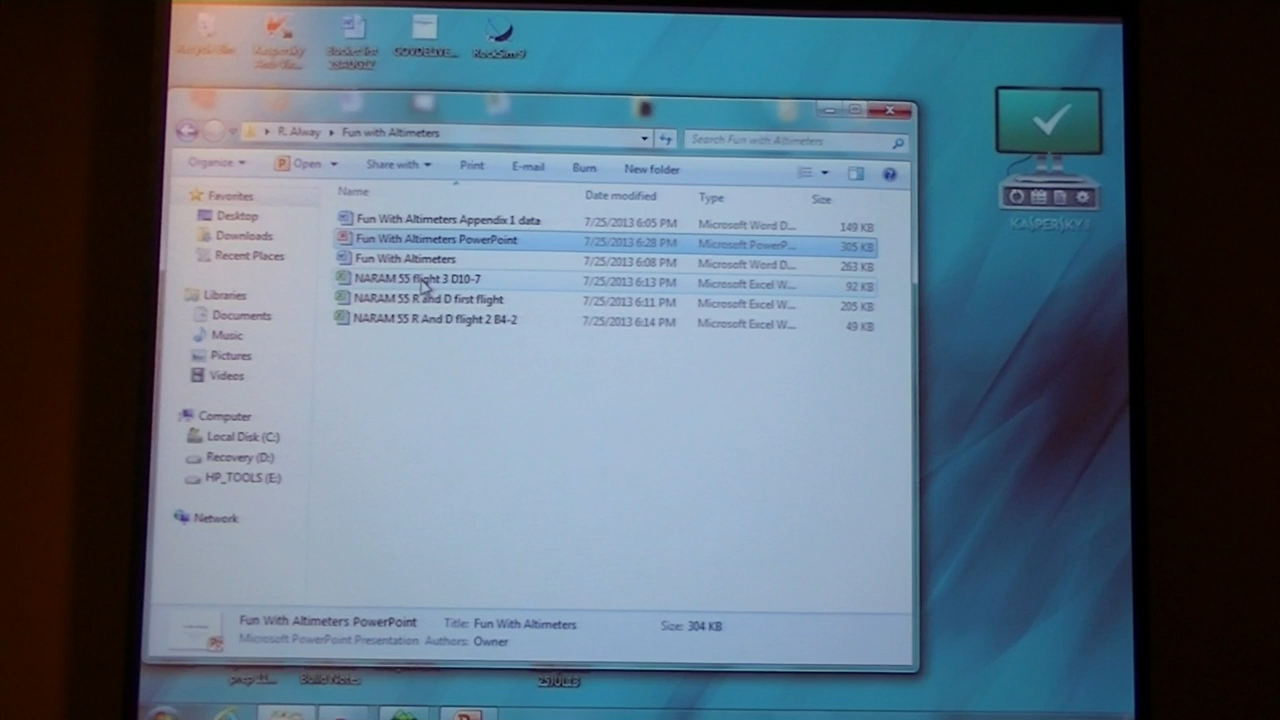 RockSim 9
R. Alway ▸ Fun with Altimeters
Search Fun with Altimeters
Organize Open Share with Print E-mail Burn New folder
Name Date modified Type Size
Favorites
Desktop
Downloads
Recent Places
Libraries
Documents
Music
Pictures
Videos
Computer
Local Disk (C:)
Recovery (D:)
HP_TOOLS (E:)
Network
Fun With Altimeters Appendix 1 data 7/25/2013 6:05 PM Microsoft Word D... 149 KB
Fun With Altimeters PowerPoint 7/25/2013 6:28 PM Microsoft PowerP... 305 KB
Fun With Altimeters 7/25/2013 6:08 PM Microsoft Word D... 263 KB
NARAM 55 flight 3 D10-7 7/25/2013 6:13 PM Microsoft Excel W... 92 KB
NARAM 55 R and D first flight 7/25/2013 6:11 PM Microsoft Excel W... 205 KB
NARAM 55 R And D flight 2 B4-2 7/25/2013 6:14 PM Microsoft Excel W... 49 KB
KASPERSKY
Fun With Altimeters PowerPoint Title: Fun With Altimeters Size: 304 KB
Microsoft PowerPoint Presentation Authors: Owner
Build Notes
25JUL13